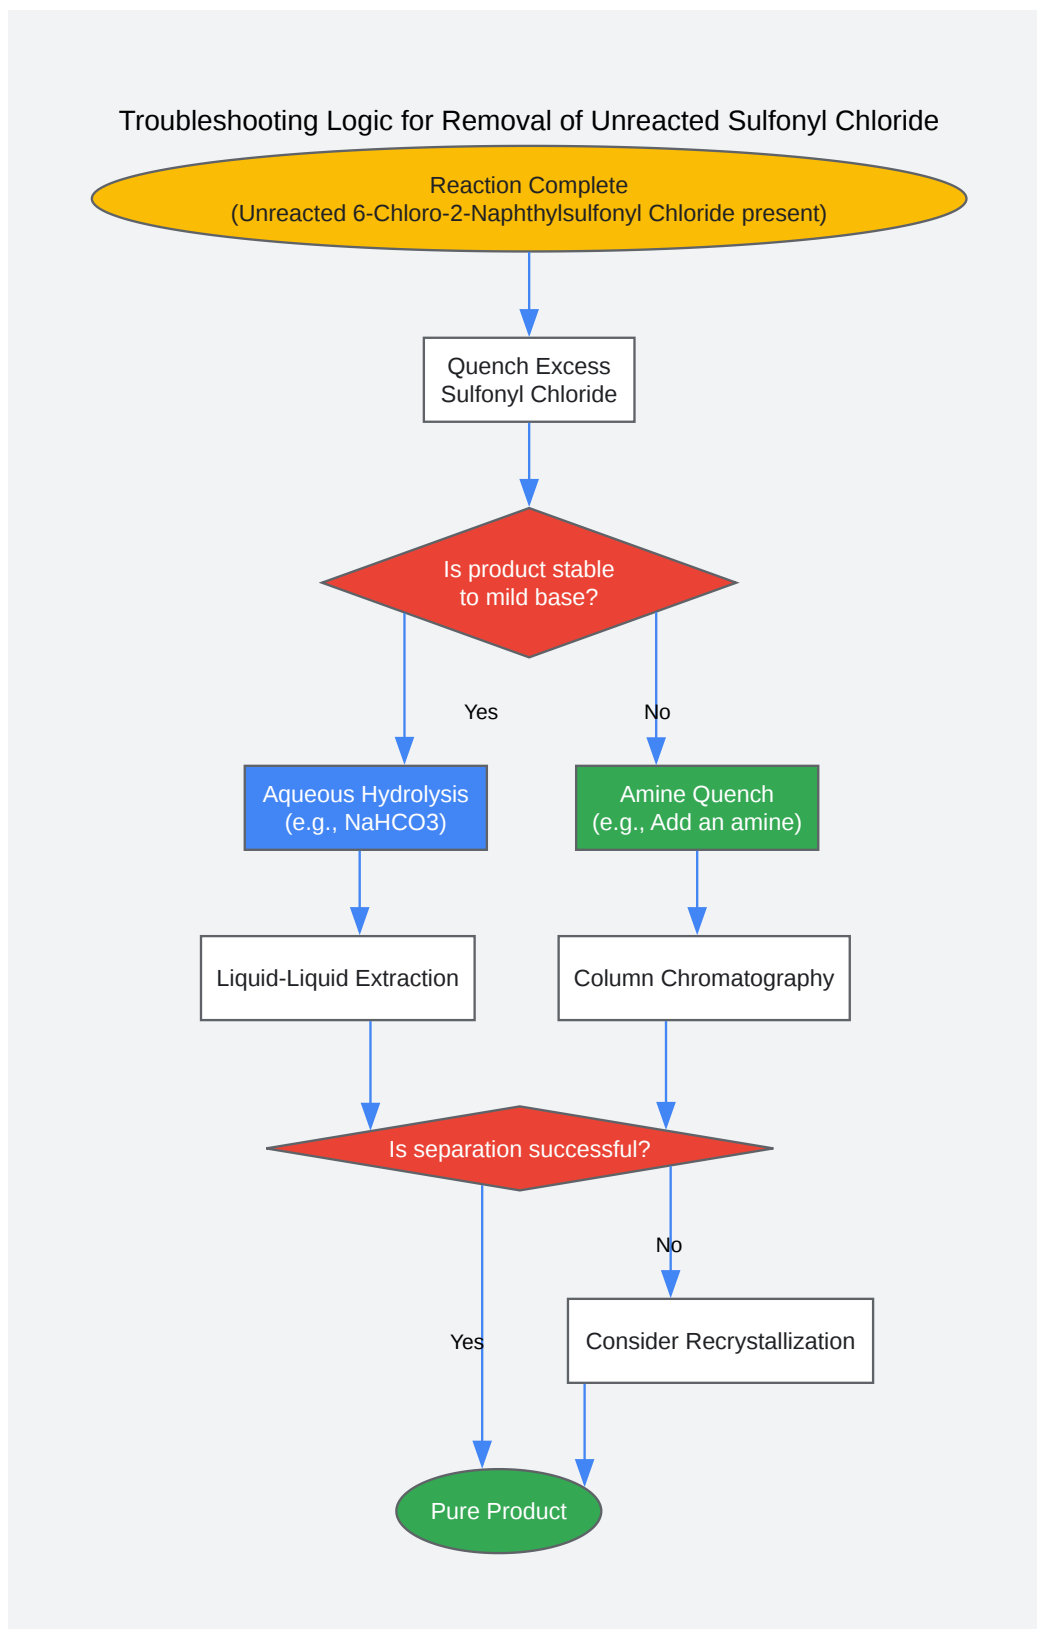 Troubleshooting Logic for Removal of Unreacted Sulfonyl Chloride
Reaction Complete
(Unreacted 6-Chloro-2-Naphthylsulfonyl Chloride present)
Quench Excess
Sulfonyl Chloride
Is product stable
to mild base?
Yes
No
Aqueous Hydrolysis
(e.g., NaHCO3)
Amine Quench
(e.g., Add an amine)
Liquid-Liquid Extraction
Column Chromatography
Is separation successful?
No
Yes
Consider Recrystallization
Pure Product